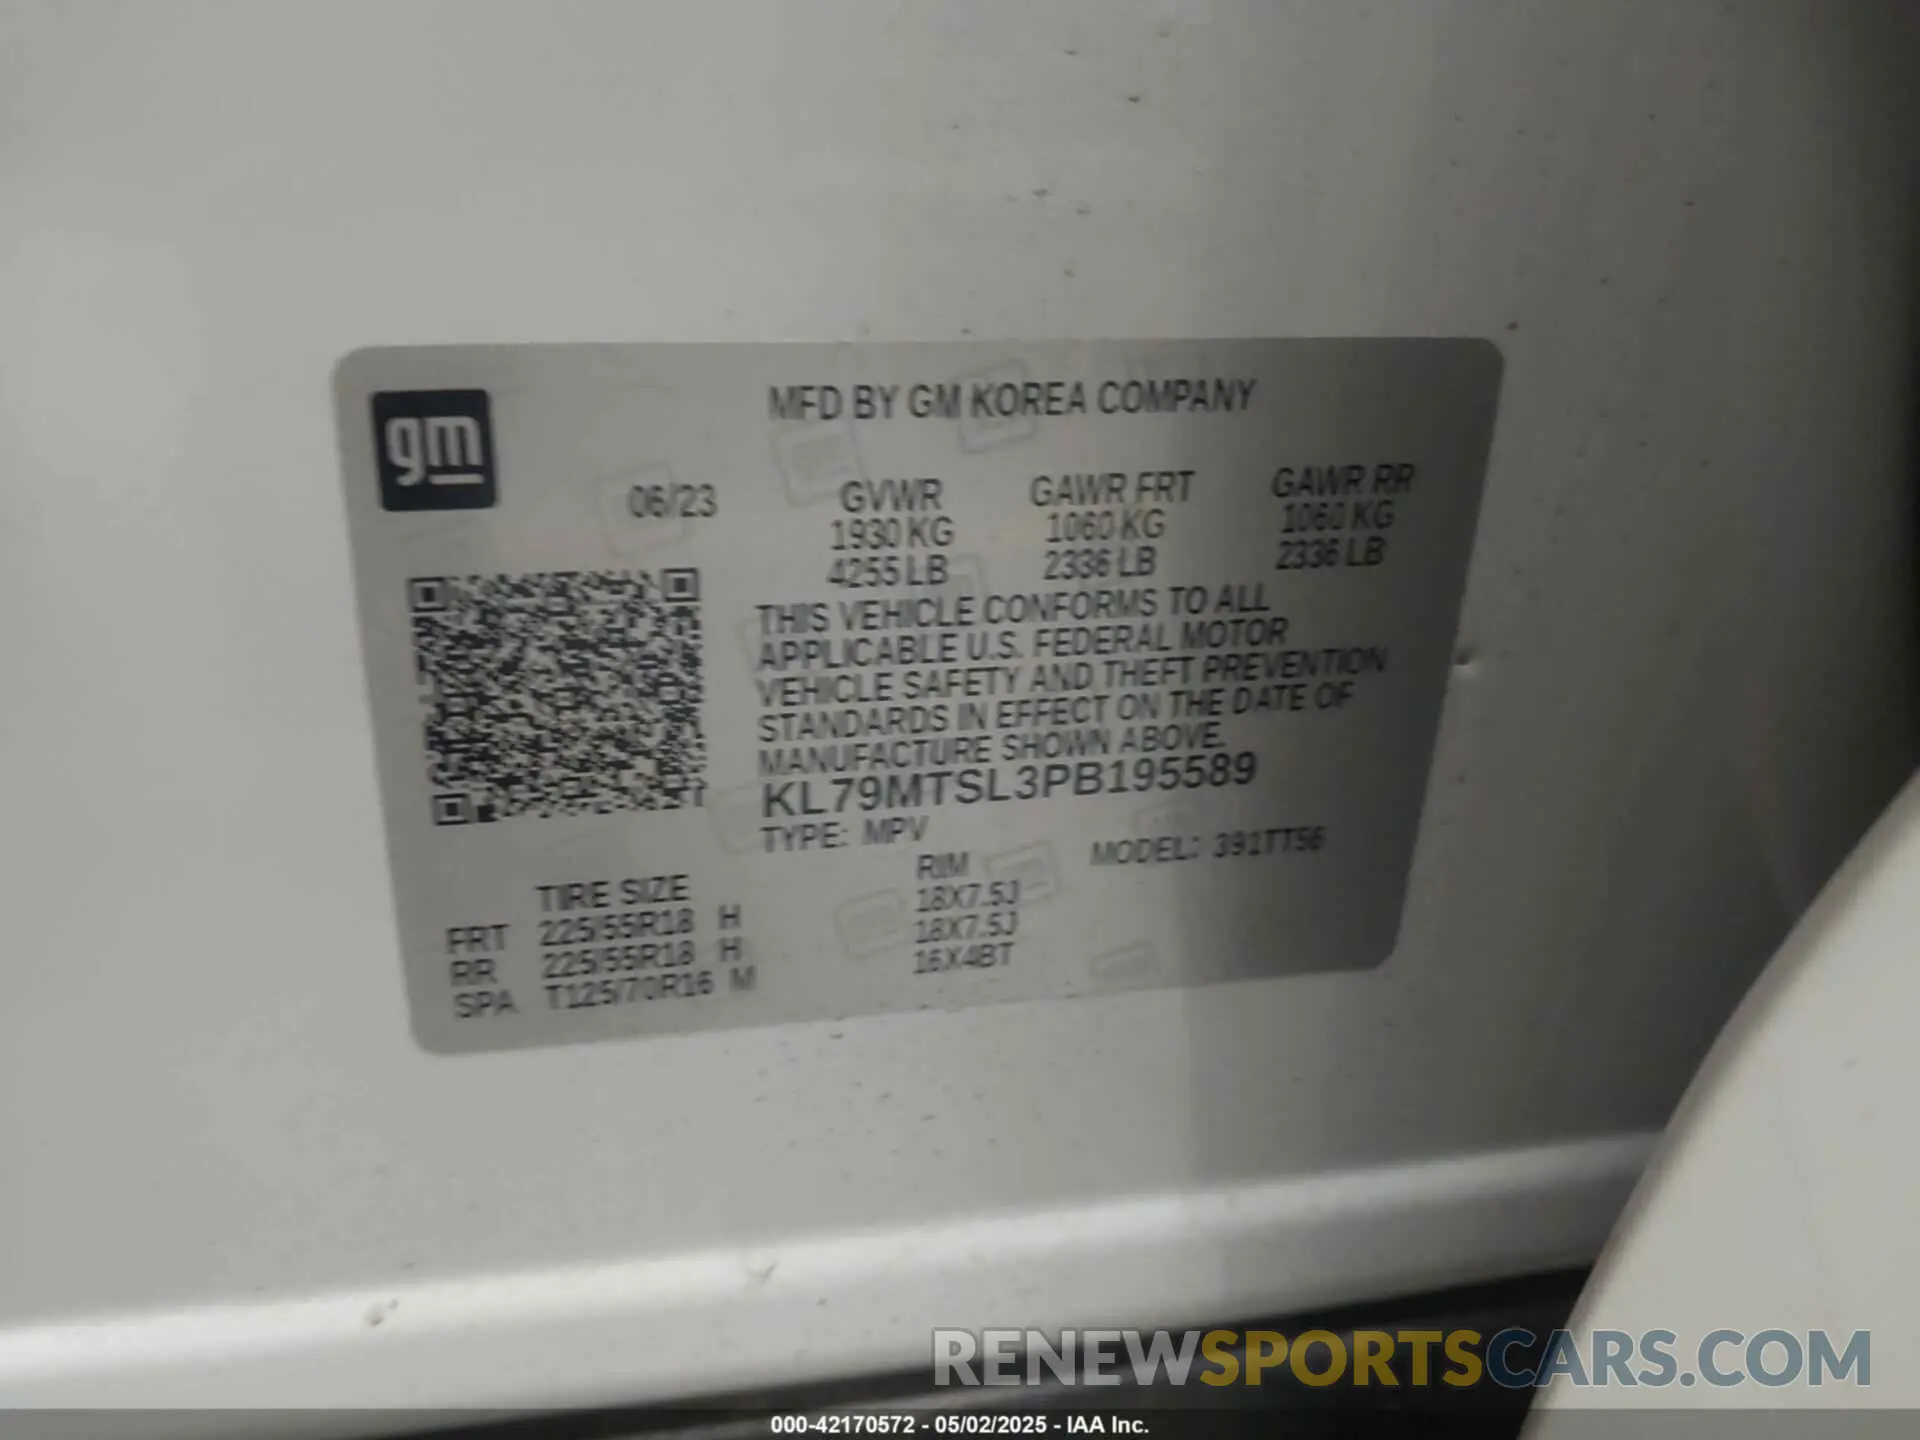 gm
MFD BY GM KOREA COMPANY
06/23 GVWR GAWR FRT GAWR RR
1930 KG 1060 KG 1060 KG
4255 LB 2336 LB 2336 LB
THIS VEHICLE CONFORMS TO ALL
APPLICABLE U.S. FEDERAL MOTOR
VEHICLE SAFETY AND THEFT PREVENTION
STANDARDS IN EFFECT ON THE DATE OF
MANUFACTURE SHOWN ABOVE.
KL79MTSL3PB195589
TYPE: MPV MODEL: 391TT56
TIRE SIZE RIM
FRT 225/55R18 H 18X7.5J
RR 225/55R18 H 18X7.5J
SPA T125/70R16 M 16X4BT
RENEWSPORTSCARS.COM
000-42170572 - 05/02/2025 - IAA Inc.